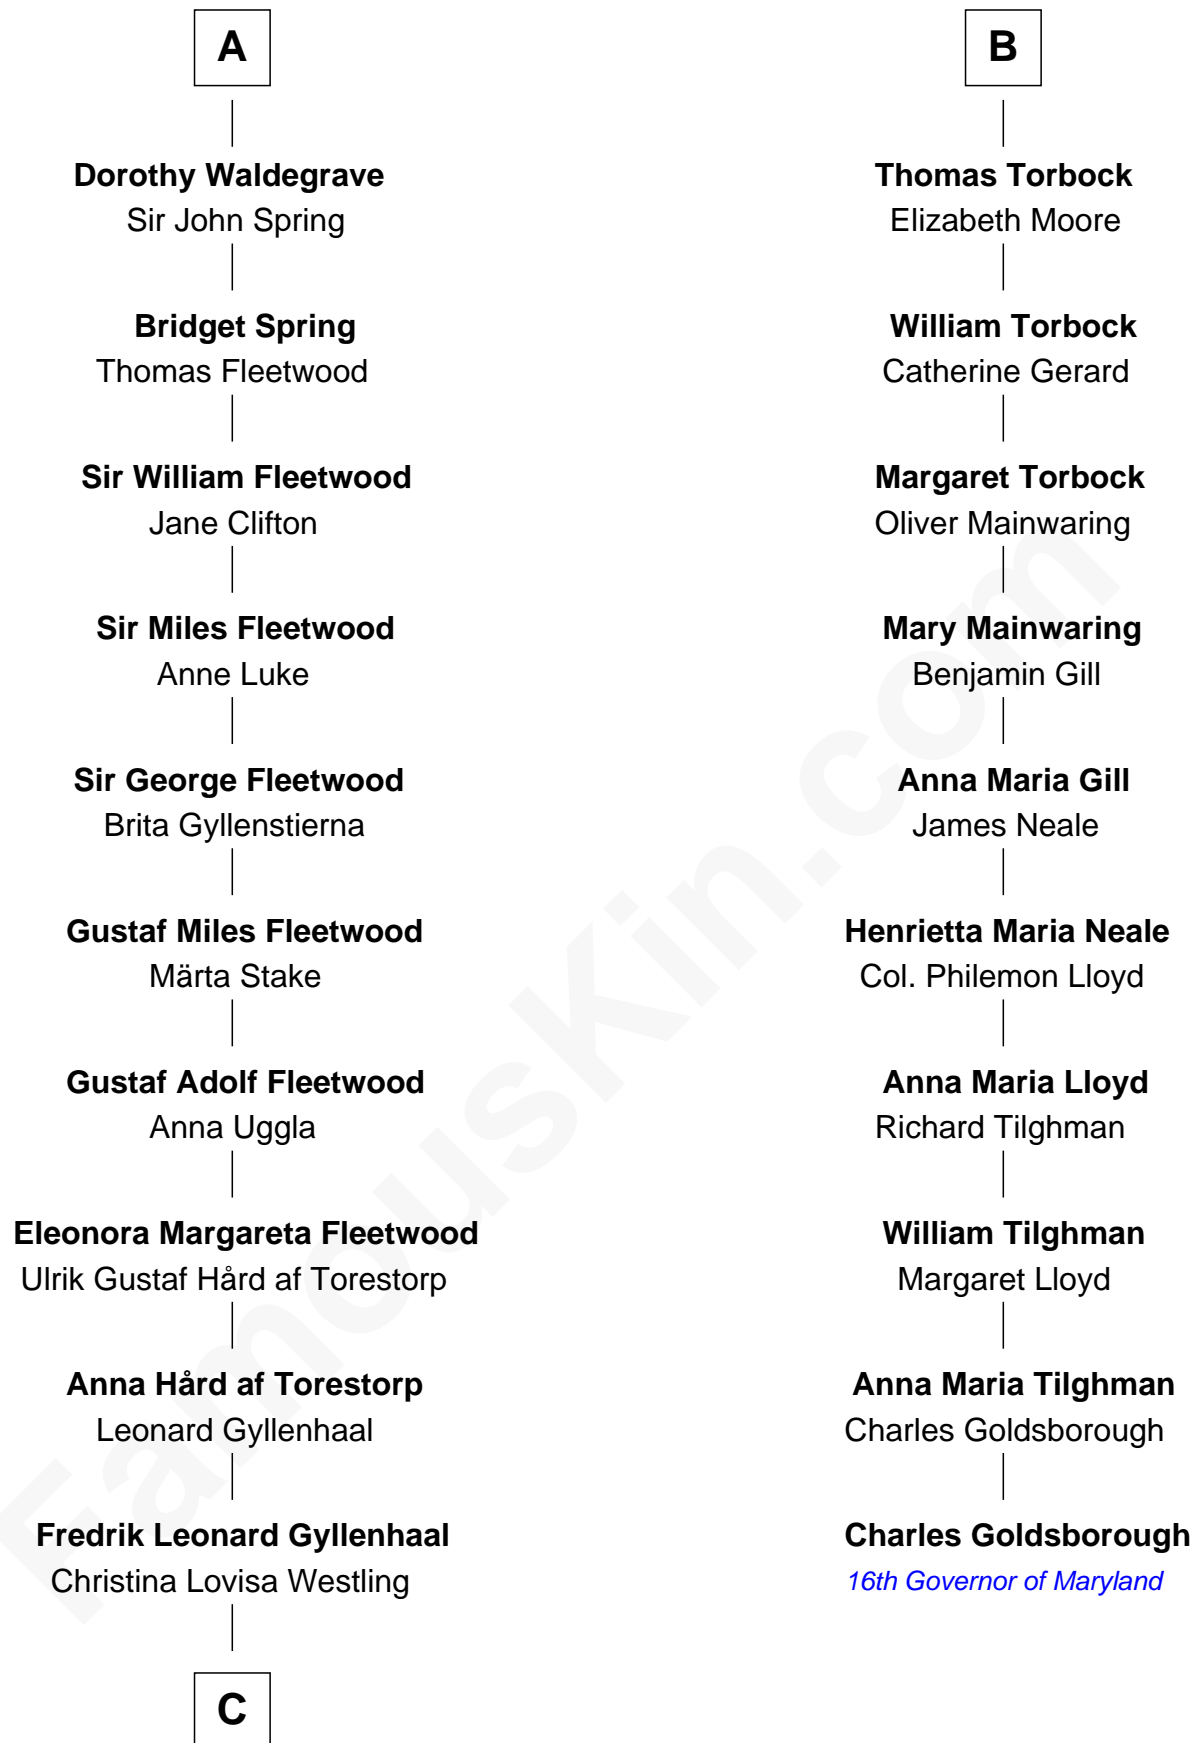 A
Dorothy Waldegrave
Sir John Spring
Bridget Spring
Thomas Fleetwood
Sir William Fleetwood
Jane Clifton
Sir Miles Fleetwood
Anne Luke
Sir George Fleetwood
Brita Gyllenstierna
Gustaf Miles Fleetwood
Märta Stake
Gustaf Adolf Fleetwood
Anna Uggla
Eleonora Margareta Fleetwood
Ulrik Gustaf Hård af Torestorp
Anna Hård af Torestorp
Leonard Gyllenhaal
Fredrik Leonard Gyllenhaal
Christina Lovisa Westling
C
B
Thomas Torbock
Elizabeth Moore
William Torbock
Catherine Gerard
Margaret Torbock
Oliver Mainwaring
Mary Mainwaring
Benjamin Gill
Anna Maria Gill
James Neale
Henrietta Maria Neale
Col. Philemon Lloyd
Anna Maria Lloyd
Richard Tilghman
William Tilghman
Margaret Lloyd
Anna Maria Tilghman
Charles Goldsborough
Charles Goldsborough
16th Governor of Maryland
FamousKin.com